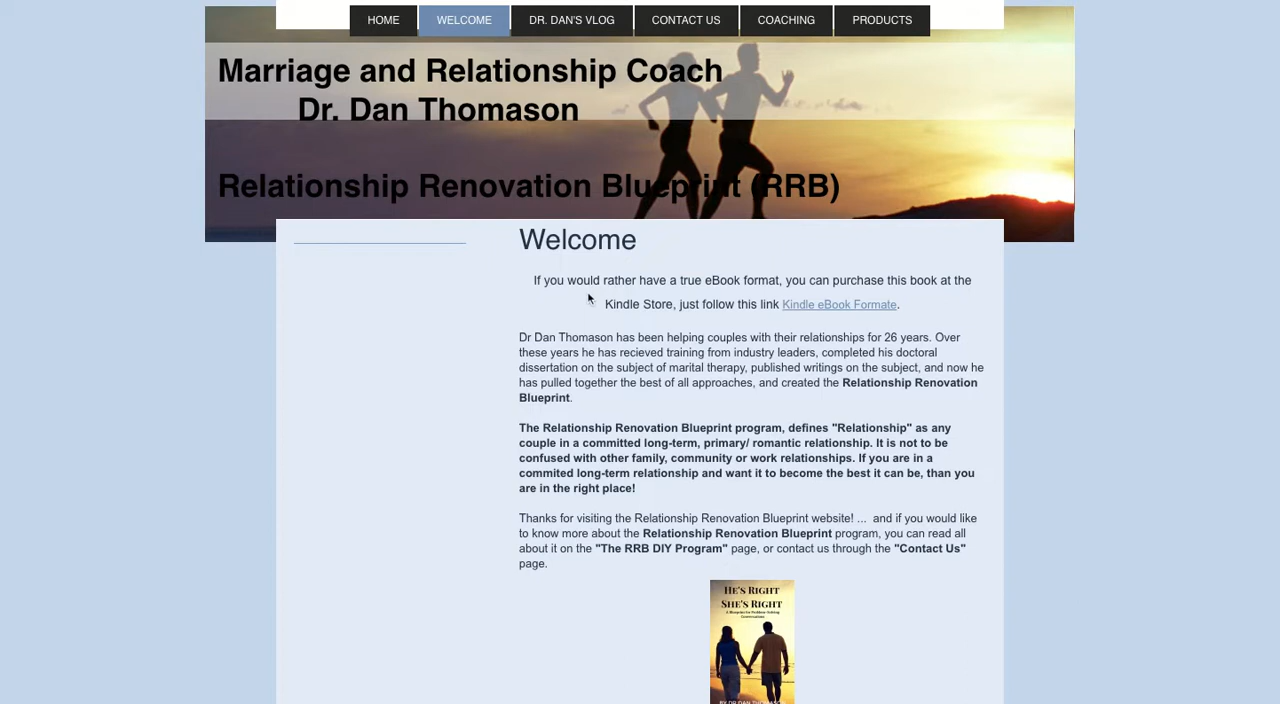 HOME WELCOME DR. DAN'S VLOG CONTACT US COACHING PRODUCTS
Marriage and Relationship Coach
Dr. Dan Thomason
Relationship Renovation Blueprint (RRB)
Welcome
If you would rather have a true eBook format, you can purchase this book at the
Kindle Store, just follow this link Kindle eBook Formate.
Dr Dan Thomason has been helping couples with their relationships for 26 years. Over
these years he has recieved training from industry leaders, completed his doctoral
dissertation on the subject of marital therapy, published writings on the subject, and now he
has pulled together the best of all approaches, and created the Relationship Renovation
Blueprint.
The Relationship Renovation Blueprint program, defines "Relationship" as any
couple in a committed long-term, primary/ romantic relationship. It is not to be
confused with other family, community or work relationships. If you are in a
commited long-term relationship and want it to become the best it can be, than you
are in the right place!
Thanks for visiting the Relationship Renovation Blueprint website! ... and if you would like
to know more about the Relationship Renovation Blueprint program, you can read all
about it on the "The RRB DIY Program" page, or contact us through the "Contact Us"
page.
He's Right
She's Right
A Blueprint for Problem Solving
Conversations
BY DR DAN THOMASON